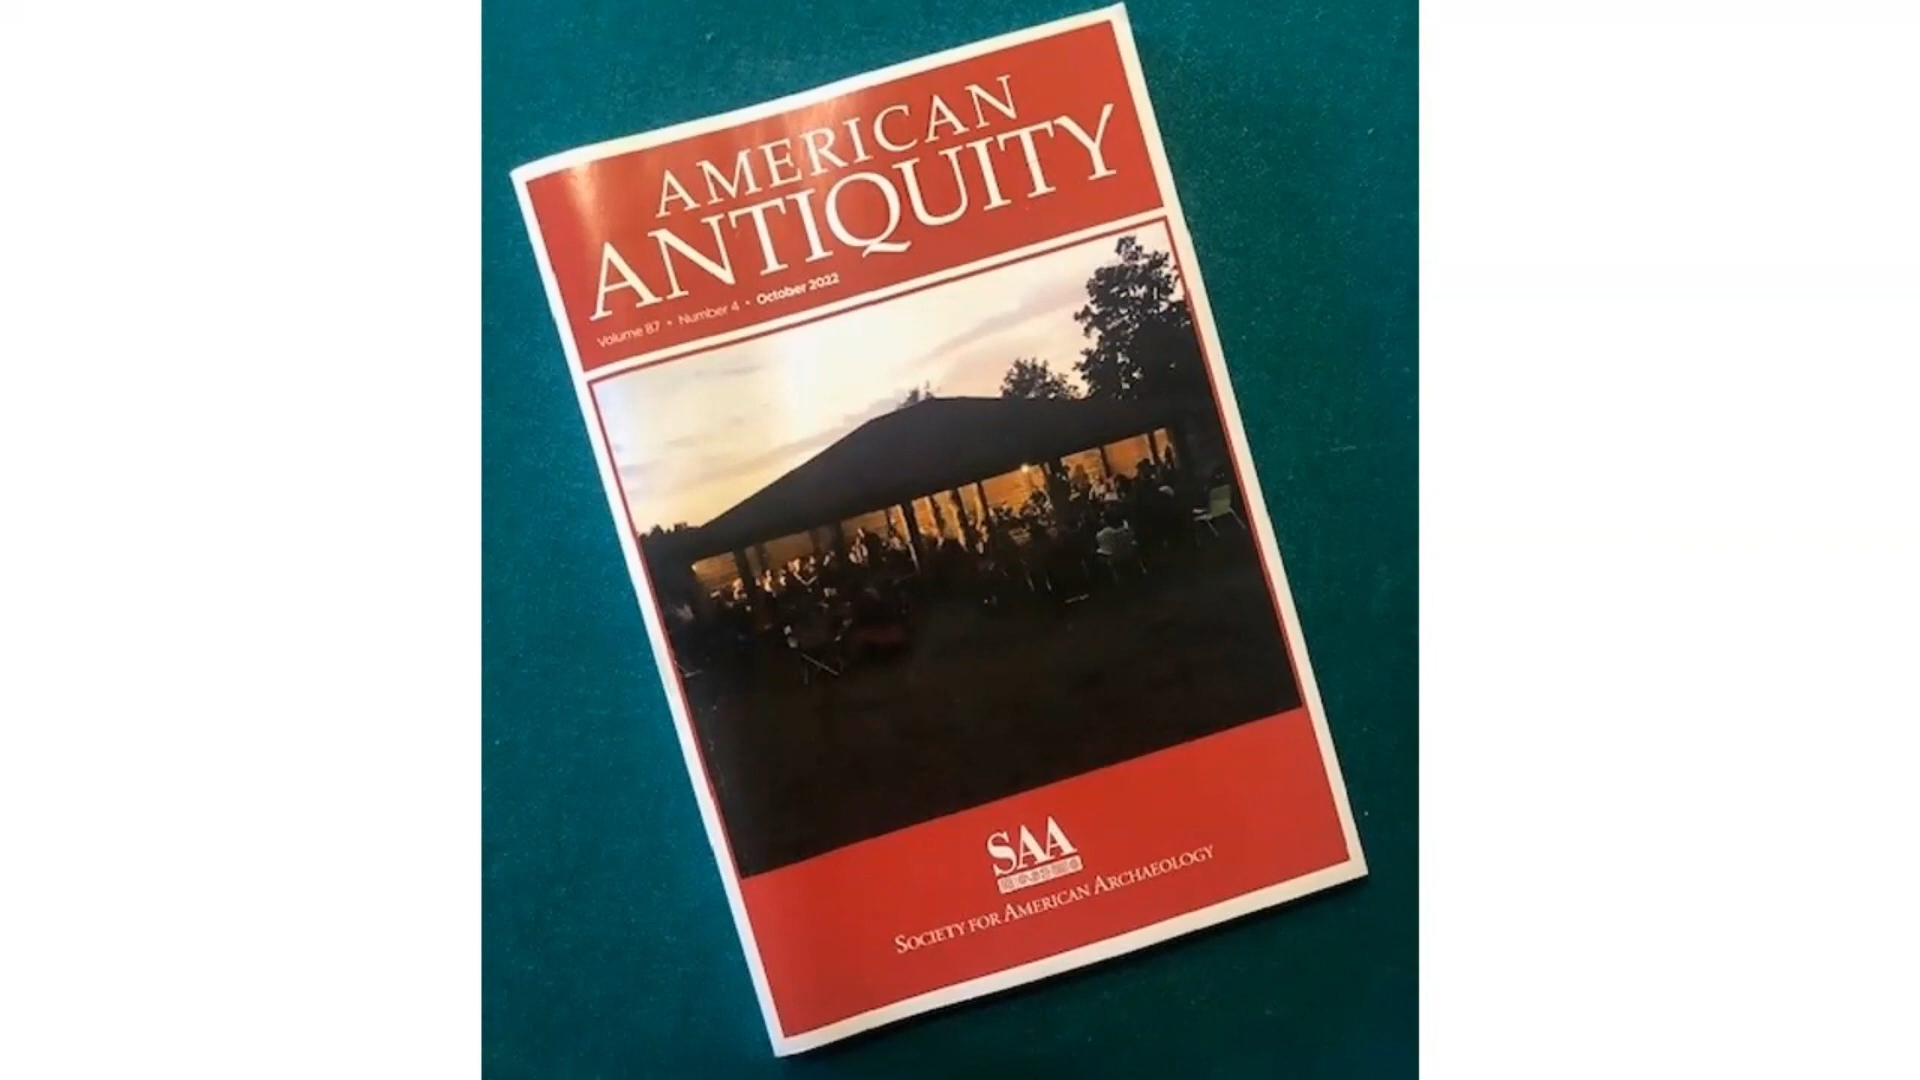 AMERICAN
ANTIQUITY
Volume 87 • Number 4 • October 2022
SAA
SOCIETY FOR AMERICAN ARCHAEOLOGY